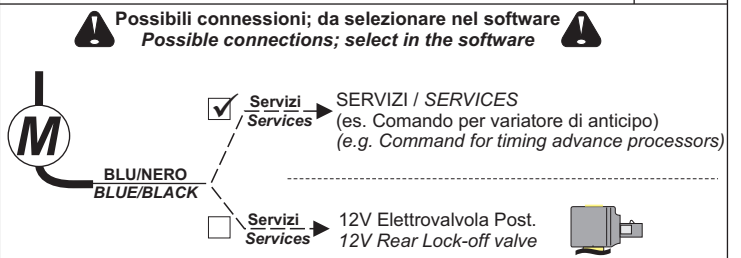 Possibili connessioni; da selezionare nel software
Possible connections; select in the software
M
BLU/NERO
BLUE/BLACK
Servizi
Services
SERVIZI / SERVICES
(es. Comando per variatore di anticipo)
(e.g. Command for timing advance processors)
Servizi
Services
12V Elettrovalvola Post.
12V Rear Lock-off valve